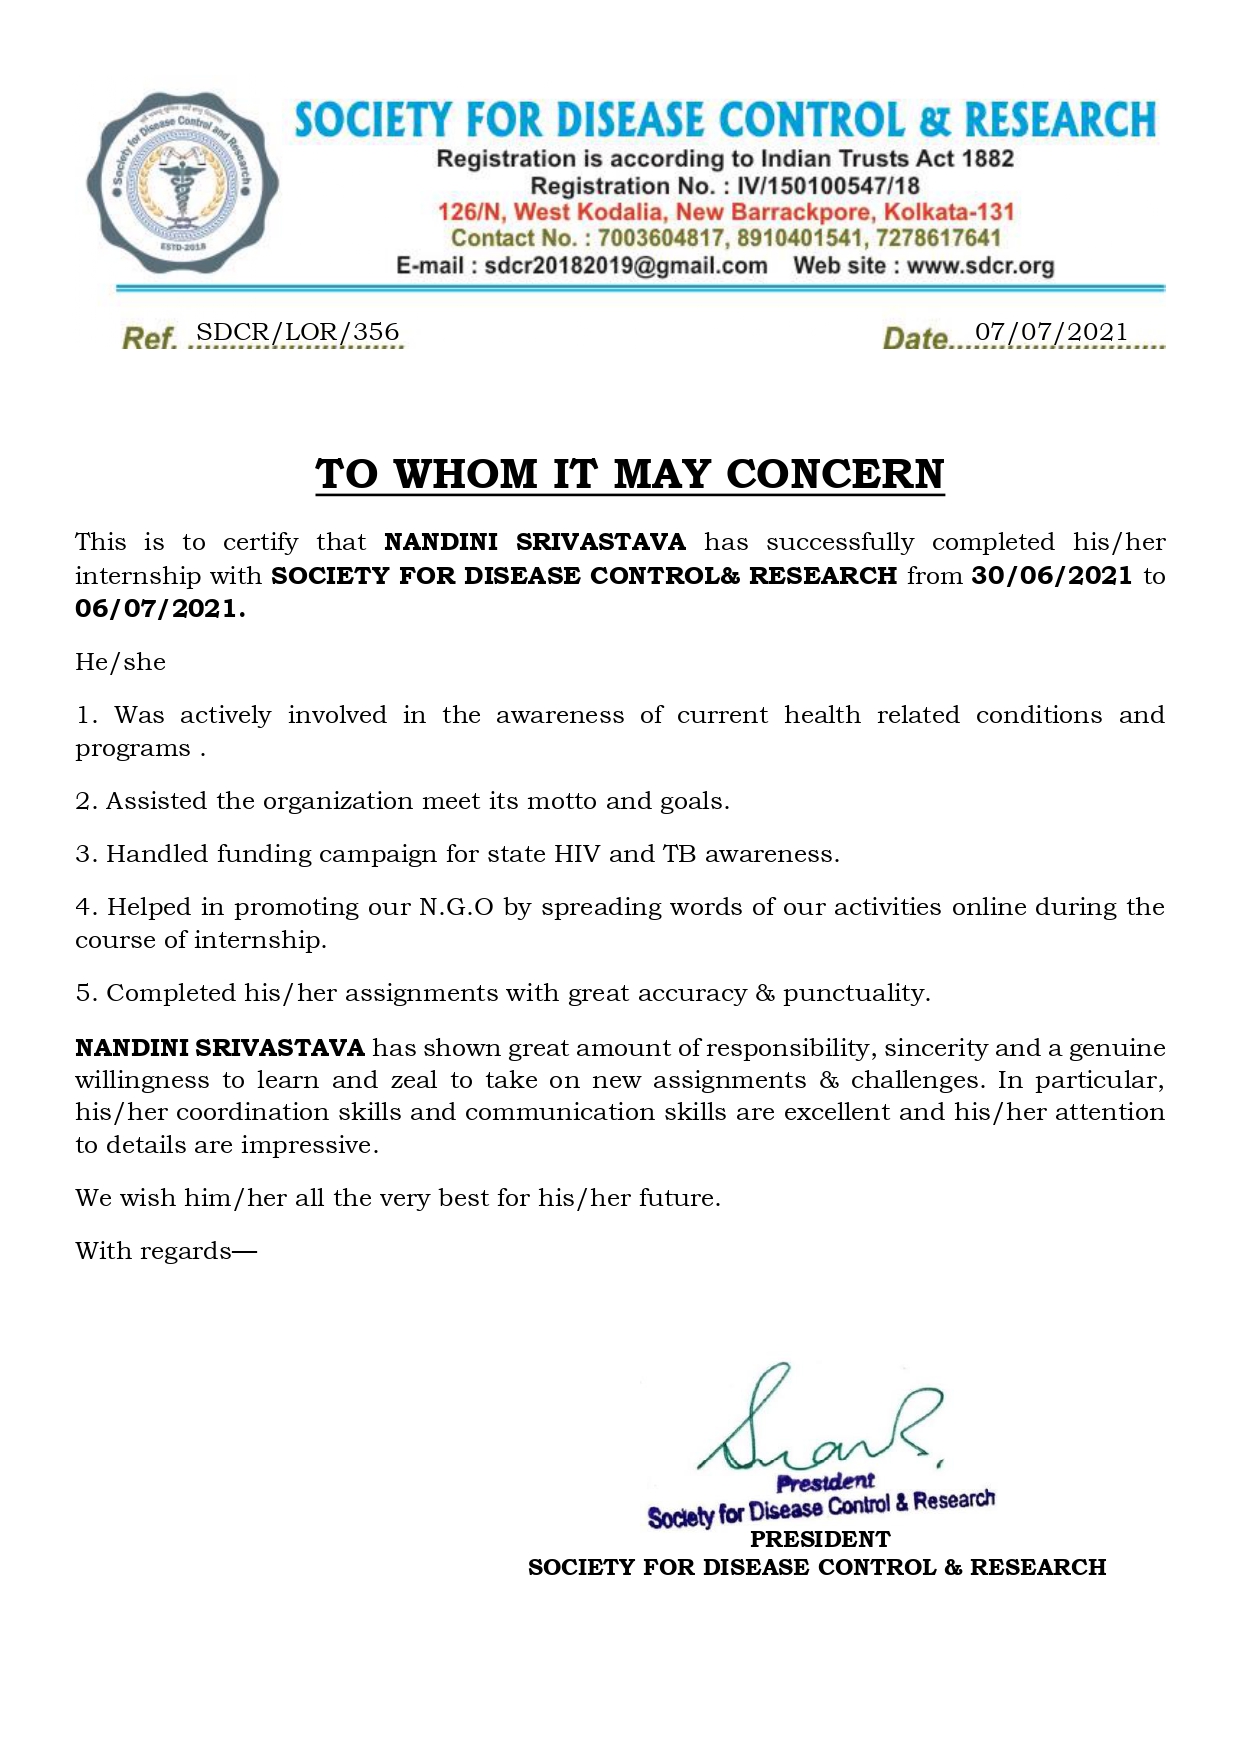 Society for Disease Control and Research
ESTD-2018
SOCIETY FOR DISEASE CONTROL & RESEARCH
Registration is according to Indian Trusts Act 1882
Registration No. : IV/150100547/18
126/N, West Kodalia, New Barrackpore, Kolkata-131
Contact No. : 7003604817, 8910401541, 7278617641
E-mail : sdcr20182019@gmail.com Web site : www.sdcr.org
Ref. SDCR/LOR/356 Date 07/07/2021
TO WHOM IT MAY CONCERN
This is to certify that NANDINI SRIVASTAVA has successfully completed his/her
internship with SOCIETY FOR DISEASE CONTROL& RESEARCH from 30/06/2021 to
06/07/2021.
He/she
1. Was actively involved in the awareness of current health related conditions and
programs .
2. Assisted the organization meet its motto and goals.
3. Handled funding campaign for state HIV and TB awareness.
4. Helped in promoting our N.G.O by spreading words of our activities online during the
course of internship.
5. Completed his/her assignments with great accuracy & punctuality.
NANDINI SRIVASTAVA has shown great amount of responsibility, sincerity and a genuine
willingness to learn and zeal to take on new assignments & challenges. In particular,
his/her coordination skills and communication skills are excellent and his/her attention
to details are impressive.
We wish him/her all the very best for his/her future.
With regards—
President
Society for Disease Control & Research
PRESIDENT
SOCIETY FOR DISEASE CONTROL & RESEARCH